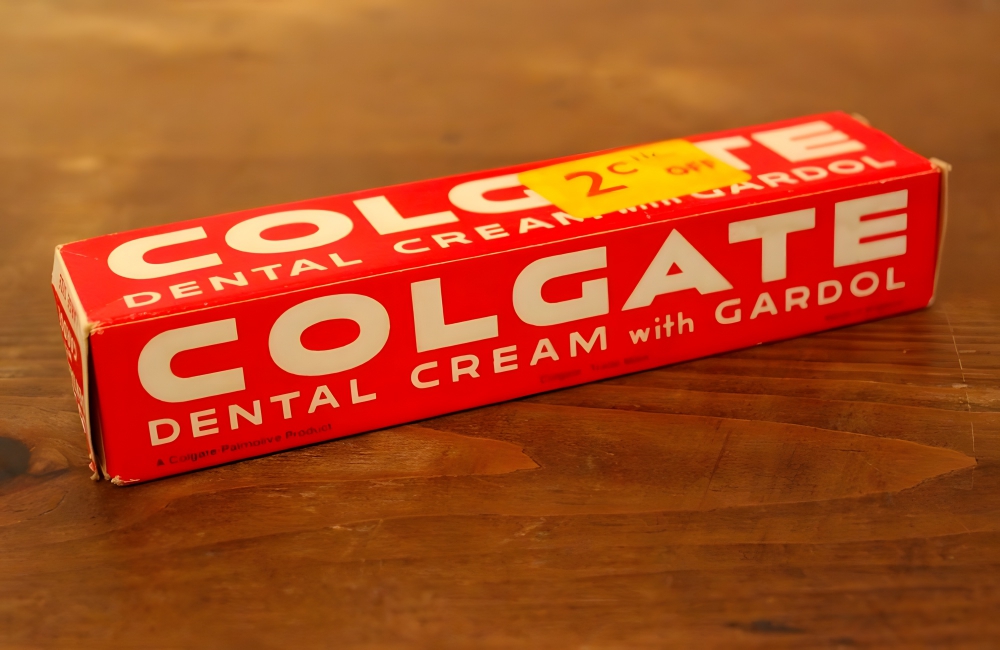 COLGATE
2¢ OFF
DENTAL CREAM with GARDOL
COLGATE
DENTAL CREAM with GARDOL
A Colgate Palmolive Product